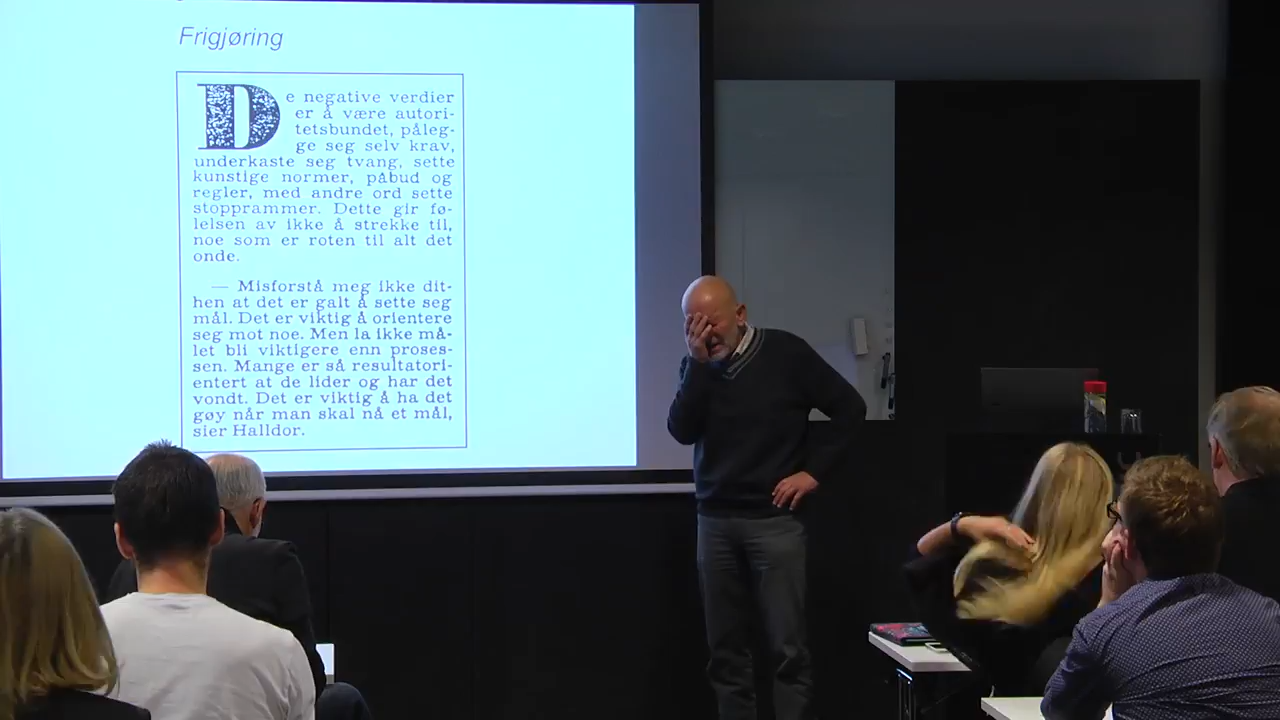 Frigjøring
De negative verdier
er å være autori-
tetsbundet, påleg-
ge seg selv krav,
underkaste seg tvang, sette
kunstige normer, påbud og
regler, med andre ord sette
stopprammer. Dette gir fø-
lelsen av ikke å strekke til,
noe som er roten til alt det
onde.
— Misforstå meg ikke dit-
hen at det er galt å sette seg
mål. Det er viktig å orientere
seg mot noe. Men la ikke må-
let bli viktigere enn proses-
sen. Mange er så resultatori-
entert at de lider og har det
vondt. Det er viktig å ha det
gøy når man skal nå et mål,
sier Halldor.